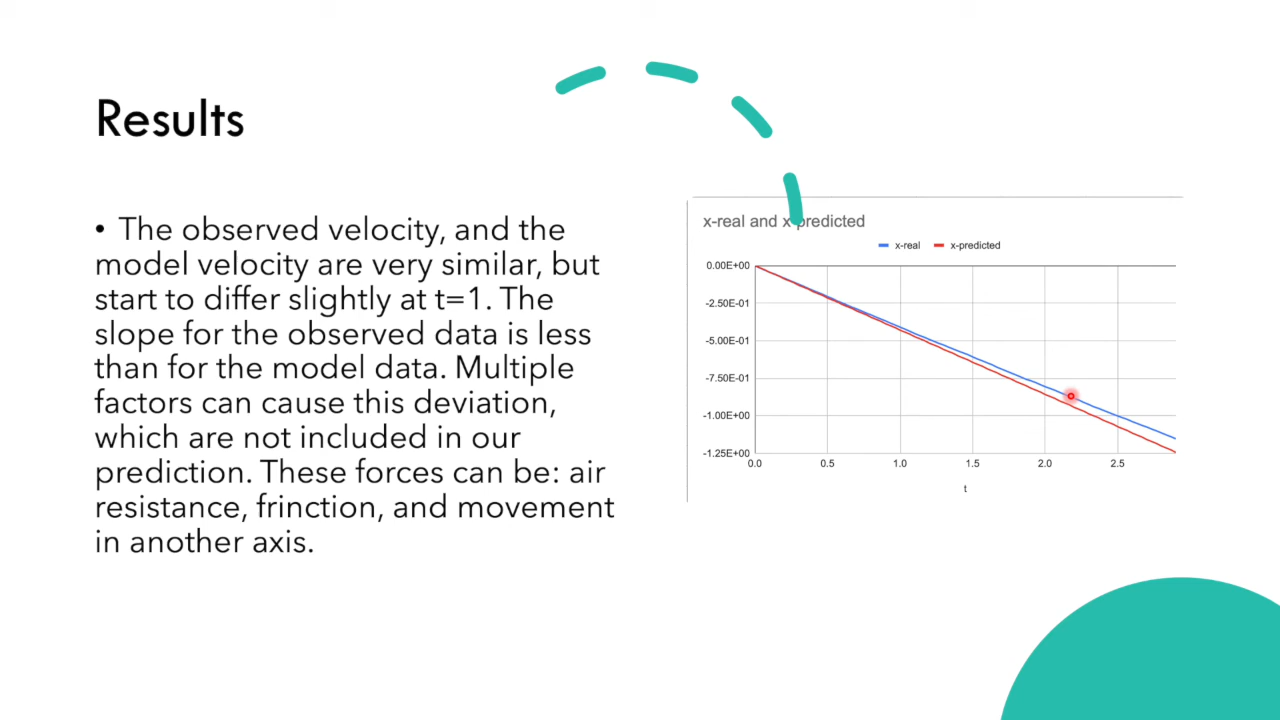 Results
• The observed velocity, and the
model velocity are very similar, but
start to differ slightly at t=1. The
slope for the observed data is less
than for the model data. Multiple
factors can cause this deviation,
which are not included in our
prediction. These forces can be: air
resistance, frinction, and movement
in another axis.
x-real and x-predicted
x-real x-predicted
0.00E+00
-2.50E-01
-5.00E-01
-7.50E-01
-1.00E+00
-1.25E+00
0.0 0.5 1.0 1.5 2.0 2.5
t